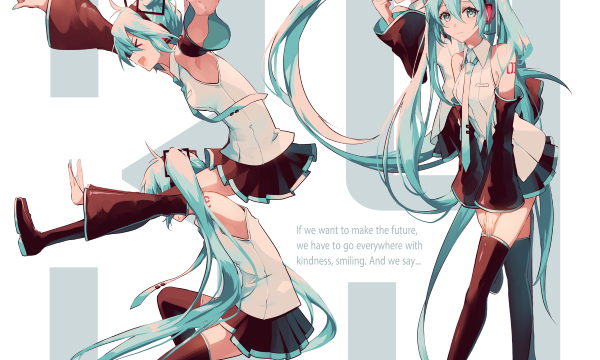 If we want to make the future,
we have to go everywhere with
kindness, smiling. And we say...